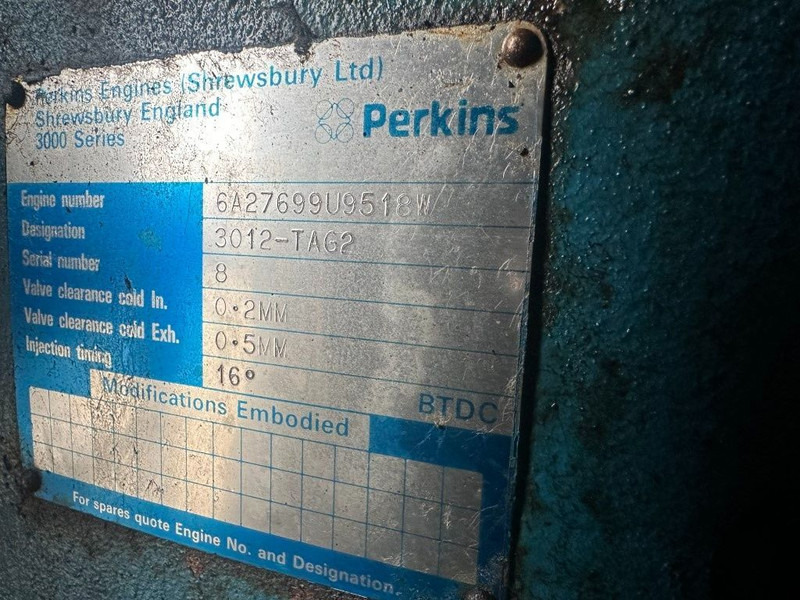 Perkins Engines (Shrewsbury Ltd)
Shrewsbury England
3000 Series
Perkins
Engine number 6A27699U9518W
Designation 3012-TAG2
Serial number 8
Valve clearance cold In. 0·2MM
Valve clearance cold Exh. 0·5MM
Injection timing 16° BTDC
Modifications Embodied
For spares quote Engine No. and Designation.